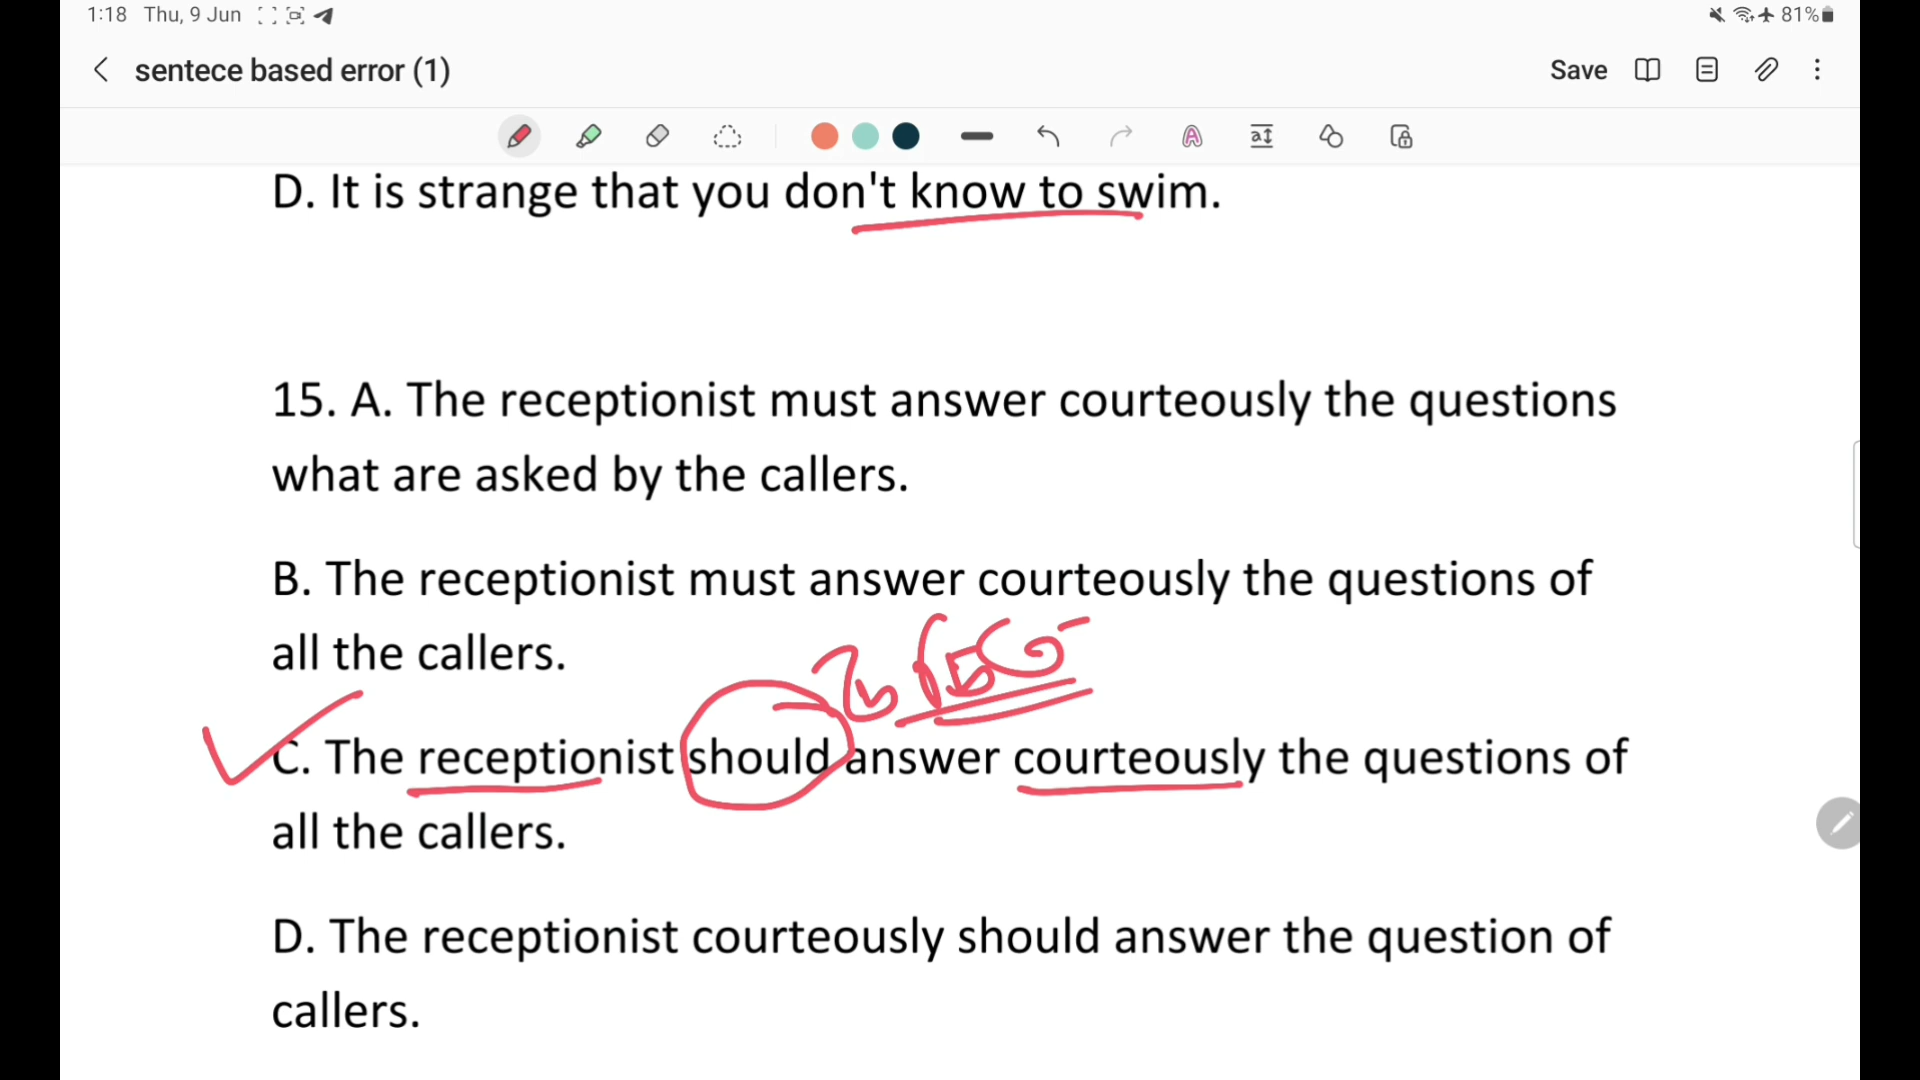 1:18 Thu, 9 Jun 81%
sentece based error (1) Save
D. It is strange that you don't know to swim.
15. A. The receptionist must answer courteously the questions
what are asked by the callers.
B. The receptionist must answer courteously the questions of
all the callers.
C. The receptionist should answer courteously the questions of
all the callers.
D. The receptionist courteously should answer the question of
callers.